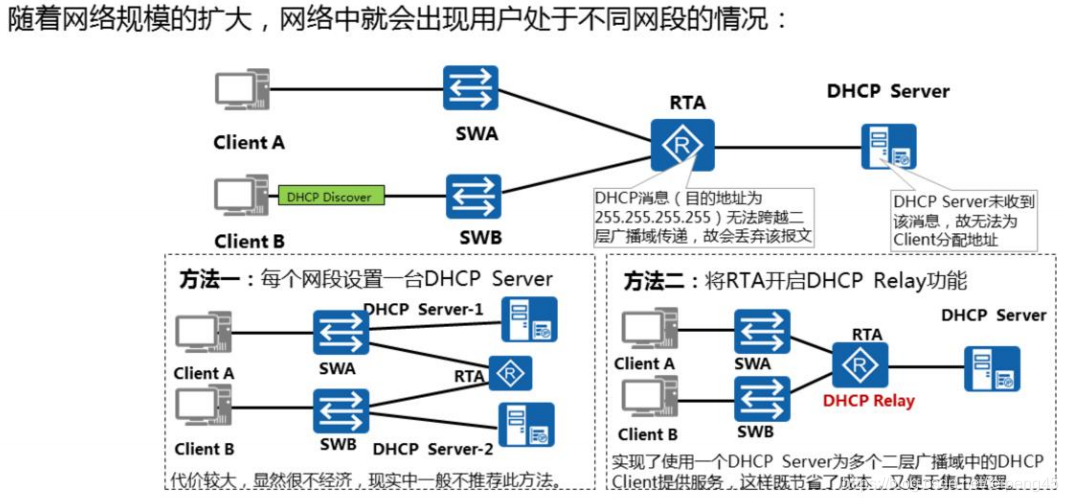 随着网络规模的扩大，网络中就会出现用户处于不同网段的情况：
DHCP Server
RTA
SWA
Client A
DHCP Discover
DHCP消息（目的地址为
255.255.255.255）无法跨越二
层广播域传递，故会丢弃该报文
DHCP Server未收到
该消息，故无法为
Client分配地址
SWB
Client B
方法一：每个网段设置一台DHCP Server
DHCP Server-1
SWA
Client A
RTA
SWB
Client B
DHCP Server-2
代价较大，显然很不经济，现实中一般不推荐此方法。
方法二：将RTA开启DHCP Relay功能
DHCP Server
RTA
Client A
SWA
DHCP Relay
Client B
SWB
实现了使用一个DHCP Server为多个二层广播域中的DHCP
Client提供服务，这样既节省了成本，又便于集中管理。